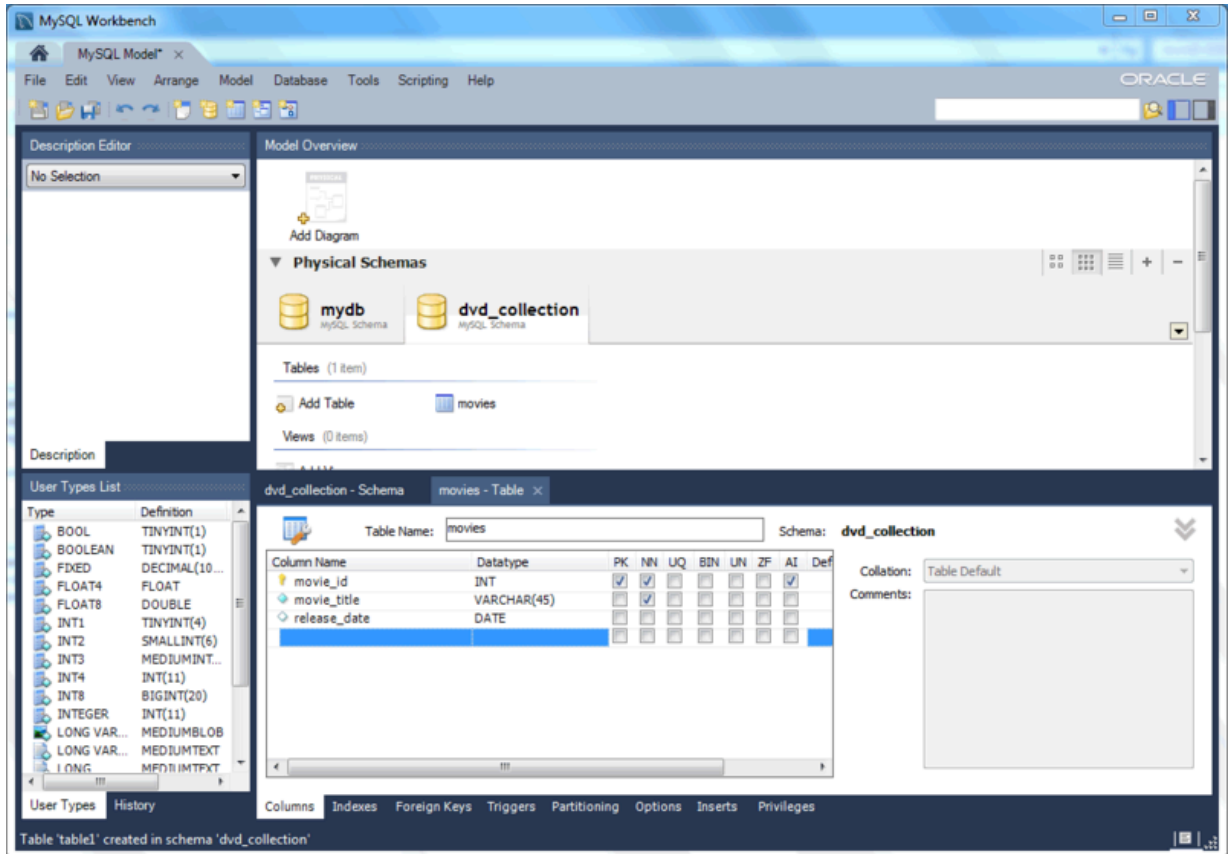 MySQL Workbench
MySQL Model* ×
File Edit View Arrange Model Database Tools Scripting Help
ORACLE
Description Editor
No Selection
Description
Model Overview
PHYSICAL
Add Diagram
Physical Schemas
mydb
MySQL Schema
dvd_collection
MySQL Schema
Tables (1 item)
Add Table
movies
Views (0 items)
User Types List
Type Definition
BOOL TINYINT(1)
BOOLEAN TINYINT(1)
FIXED DECIMAL(10...
FLOAT4 FLOAT
FLOAT8 DOUBLE
INT1 TINYINT(4)
INT2 SMALLINT(6)
INT3 MEDIUMINT...
INT4 INT(11)
INT8 BIGINT(20)
INTEGER INT(11)
LONG VAR... MEDIUMBLOB
LONG VAR... MEDIUMTEXT
LONG MEDIUMTEXT
User Types History
dvd_collection - Schema movies - Table ×
Table Name: movies Schema: dvd_collection
Column Name Datatype PK NN UQ BIN UN ZF AI Def
movie_id INT
movie_title VARCHAR(45)
release_date DATE
Collation: Table Default
Comments:
Columns Indexes Foreign Keys Triggers Partitioning Options Inserts Privileges
Table 'table1' created in schema 'dvd_collection'